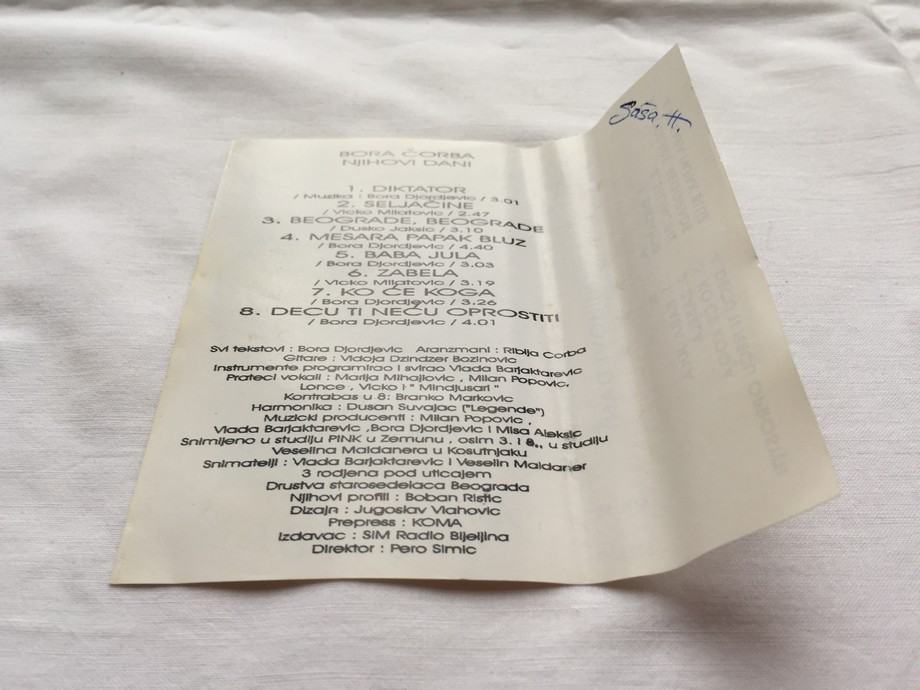 Saša. H.
BORA ČORBA
NJIHOVI DANI
1. DIKTATOR
/ Muzika : Bora Djordjevic / 3.01
2. SELJAČINE
/ Vicko Milatovic / 2.47
3. BEOGRADE, BEOGRADE
/ Dusko Jaksic / 3.10
4. MESARA PAPAK BLUZ
/ Bora Djordjevic / 4.40
5. BABA JULA
/ Bora Djordjevic / 3.03
6. ZABELA
/ Vicko Milatovic / 3.19
7. KO ĆE KOGA
/ Bora Djordjevic / 3.26
8. DECU TI NEĆU OPROSTITI
/ Bora Djordjevic / 4.01
Svi tekstovi : Bora Djordjevic Aranzmani : Riblja Corba
Gitare : Vidoja Dzindzer Bozinovic
Instrumente programirao i svirao Vlada Barjaktarevic
Prateci vokali : Marija Mihajlovic , Milan Popovic,
Lonce , Vicko i " Mindjusari "
Kontrabas u 8: Branko Markovic
Harmonika : Dusan Suvajac ("Legende")
Muzicki producenti : Milan Popovic ,
Vlada Barjaktarevic ,Bora Djordjevic i Misa Aleksic
Snimljeno u studiju PINK u Zemunu , osim 3. i 8., u studiju
Veselina Maldanera u Kosutnjaku
Snimatelji : Vlada Barjaktarevic i Veselin Maldaner
3 rodjena pod uticajem
Drustva starosedelaca Beograda
Njihovi profili : Boban Ristic
Dizajn : Jugoslav Vlahovic
Prepress : KOMA
Izdavac : SIM Radio Bijeljina
Direktor : Pero Simic